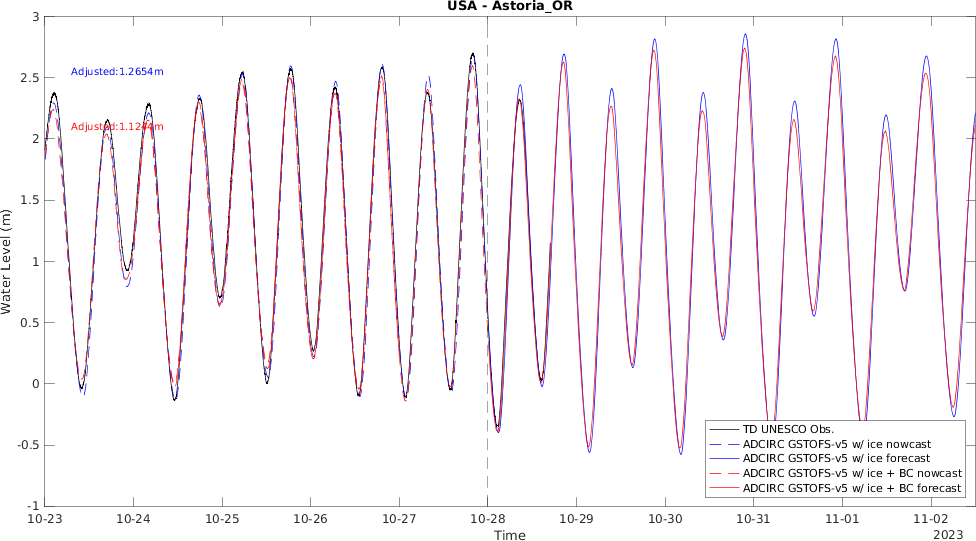 USA - Astoria_OR
3
2.5
2
1.5
1
0.5
0
-0.5
-1
Water Level (m)
Adjusted:1.2654m
Adjusted:1.1244m
TD UNESCO Obs.
ADCIRC GSTOFS-v5 w/ ice nowcast
ADCIRC GSTOFS-v5 w/ ice forecast
ADCIRC GSTOFS-v5 w/ ice + BC nowcast
ADCIRC GSTOFS-v5 w/ ice + BC forecast
10-23 10-24 10-25 10-26 10-27 10-28 10-29 10-30 10-31 11-01 11-02
Time
2023